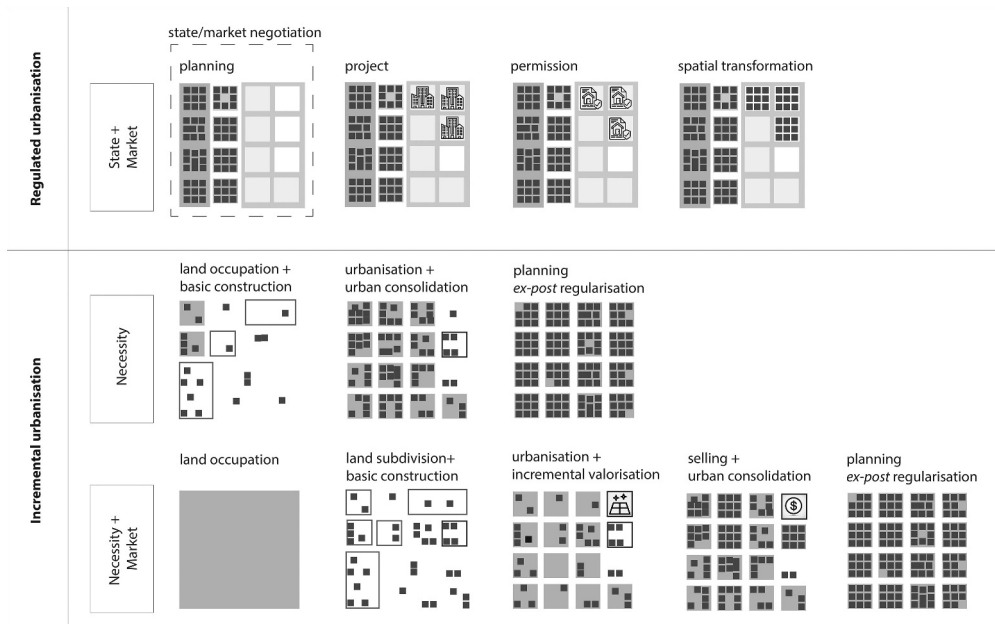 Regulated urbanisation
State +
Market
state/market negotiation
planning
project
permission
spatial transformation
Incremental urbanisation
Necessity
land occupation +
basic construction
urbanisation +
urban consolidation
planning
ex-post regularisation
Necessity +
Market
land occupation
land subdivision+
basic construction
urbanisation +
incremental valorisation
selling +
urban consolidation
$
planning
ex-post regularisation